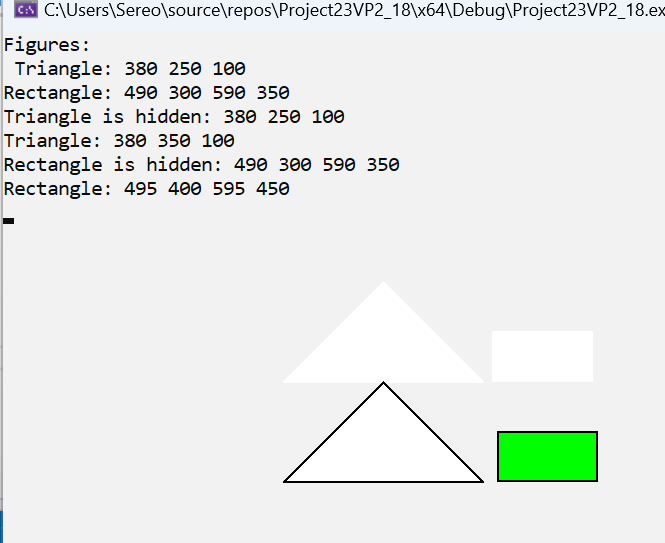 C:\Users\Sereo\source\repos\Project23VP2_18\x64\Debug\Project23VP2_18.ex
Figures:
 Triangle: 380 250 100
Rectangle: 490 300 590 350
Triangle is hidden: 380 250 100
Triangle: 380 350 100
Rectangle is hidden: 490 300 590 350
Rectangle: 495 400 595 450